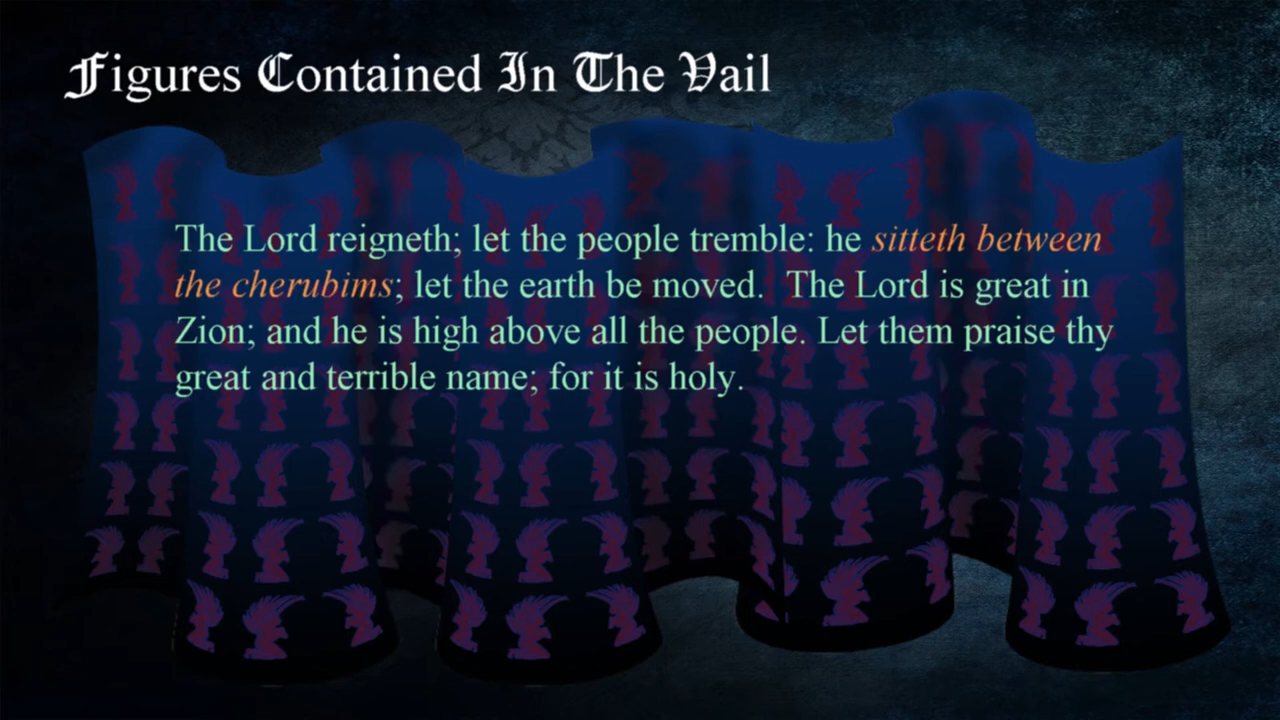 Figures Contained In The Vail
The Lord reigneth; let the people tremble: he sitteth between
the cherubims; let the earth be moved.  The Lord is great in
Zion; and he is high above all the people. Let them praise thy
great and terrible name; for it is holy.